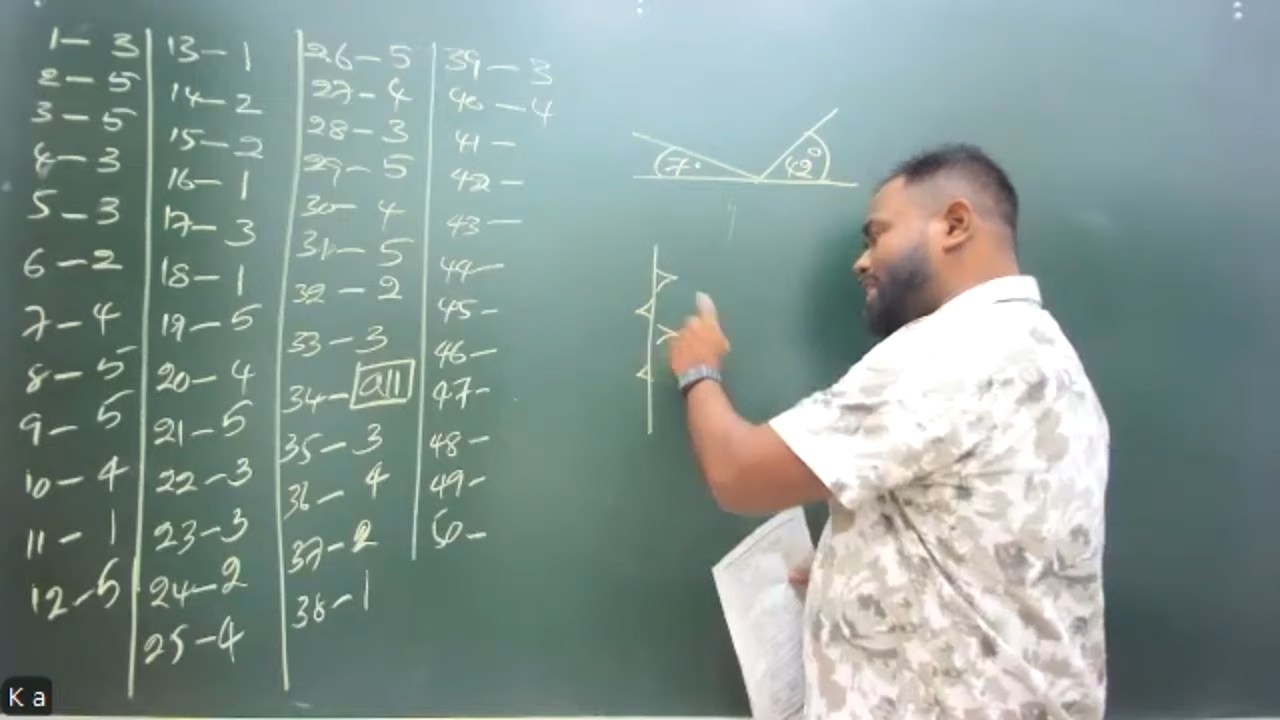 1 – 3
2 – 5
3 – 5
4 – 3
5 – 3
6 – 2
7 – 4
8 – 5
9 – 5
10 – 4
11 – 1
12 – 5
13 – 1
14 – 2
15 – 2
16 – 1
17 – 3
18 – 1
19 – 5
20 – 4
21 – 5
22 – 3
23 – 3
24 – 2
25 – 4
26 – 5
27 – 4
28 – 3
29 – 5
30 – 4
31 – 5
32 – 2
33 – 3
34 – all
35 – 3
36 – 4
37 – 2
38 – 1
39 – 3
40 – 4
41 –
42 –
43 –
44 –
45 –
46 –
47 –
48 –
49 –
50 –
7°
42°
K a